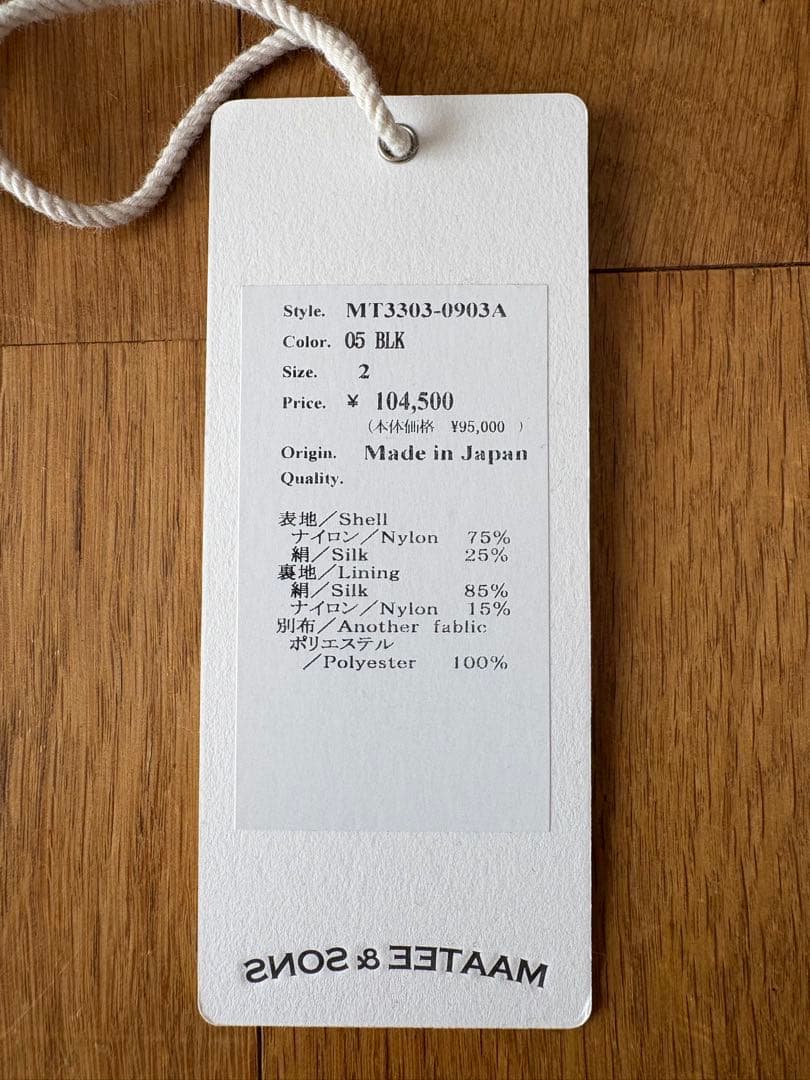 Style. MT3303-0903A
Color. 05 BLK
Size. 2
Price. ¥ 104,500
(本体価格 ¥95,000 )
Origin. Made in Japan
Quality.
表地／Shell
ナイロン／Nylon 75%
絹／Silk 25%
裏地／Lining
絹／Silk 85%
ナイロン／Nylon 15%
別布／Another fablic
ポリエステル
／Polyester 100%
MAATEE & SONS